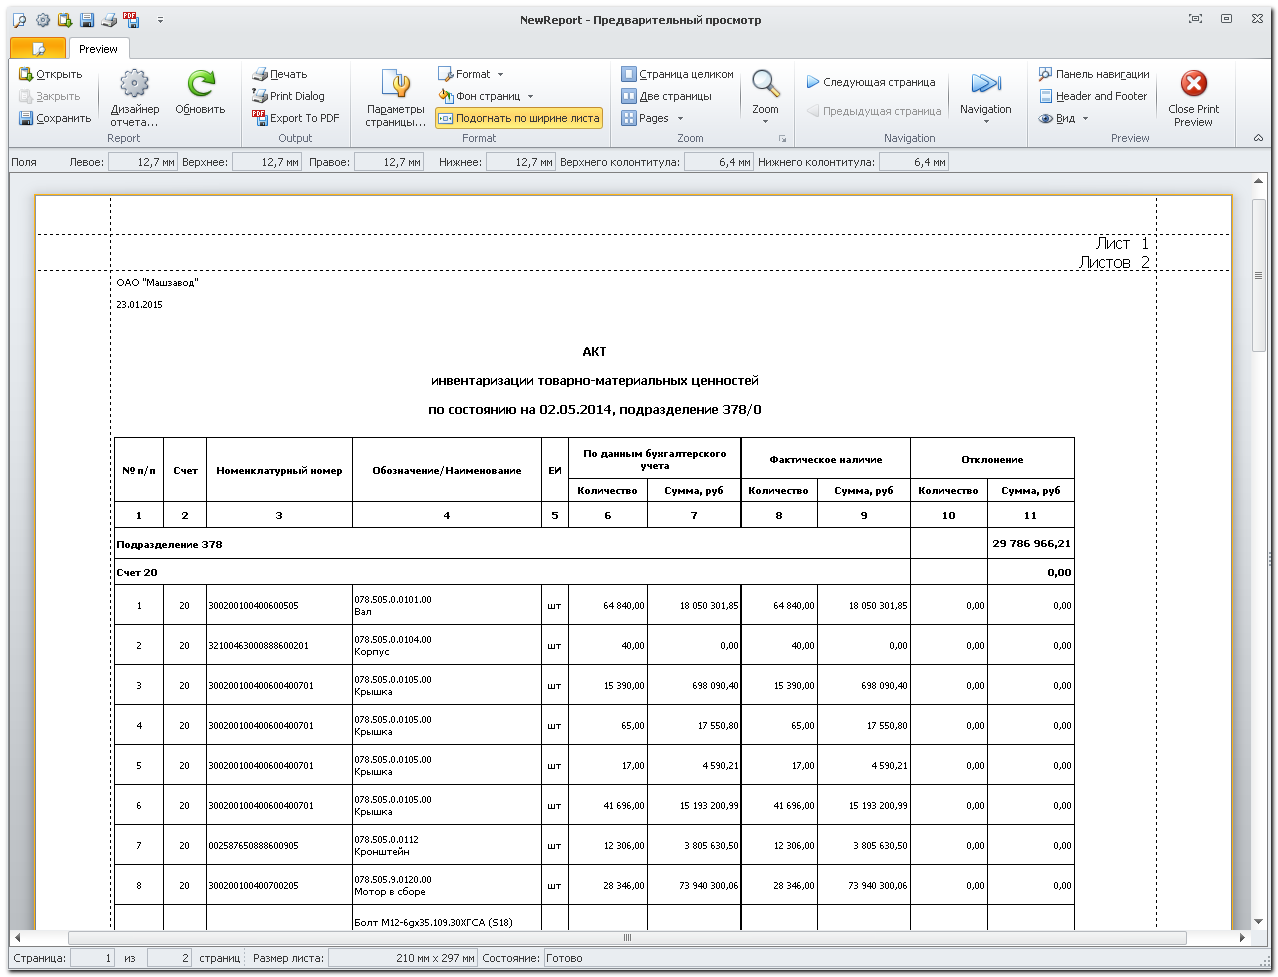 NewReport - Предварительный просмотр
Preview
Открыть
Закрыть
Сохранить
Дизайнер отчета...
Обновить
Report
Печать
Print Dialog
Export To PDF
Output
Параметры страницы...
Format
Фон страниц
Подогнать по ширине листа
Format
Страница целиком
Две страницы
Pages
Zoom
Zoom
Следующая страница
Предыдущая страница
Navigation
Navigation
Панель навигации
Header and Footer
Вид
Close Print Preview
Preview
Поля Левое: 12,7 мм Верхнее: 12,7 мм Правое: 12,7 мм Нижнее: 12,7 мм Верхнего колонтитула: 6,4 мм Нижнего колонтитула: 6,4 мм
Лист 1
Листов 2
ОАО "Машзавод"
23.01.2015
АКТ
инвентаризации товарно-материальных ценностей
по состоянию на 02.05.2014, подразделение 378/0
№ п/п Счет Номенклатурный номер Обозначение/Наименование ЕИ По данным бухгалтерского учета Фактическое наличие Отклонение
Количество Сумма, руб Количество Сумма, руб Количество Сумма, руб
1 2 3 4 5 6 7 8 9 10 11
Подразделение 378 29 786 966,21
Счет 20 0,00
1 20 300200100400600505 078.505.0.0101.00 Вал шт 64 840,00 18 050 301,85 64 840,00 18 050 301,85 0,00 0,00
2 20 32100463000888600201 078.505.0.0104.00 Корпус шт 40,00 0,00 40,00 0,00 0,00 0,00
3 20 300200100400600400701 078.505.0.0105.00 Крышка шт 15 390,00 698 090,40 15 390,00 698 090,40 0,00 0,00
4 20 300200100400600400701 078.505.0.0105.00 Крышка шт 65,00 17 550,80 65,00 17 550,80 0,00 0,00
5 20 300200100400600400701 078.505.0.0105.00 Крышка шт 17,00 4 590,21 17,00 4 590,21 0,00 0,00
6 20 300200100400600400701 078.505.0.0105.00 Крышка шт 41 696,00 15 193 200,99 41 696,00 15 193 200,99 0,00 0,00
7 20 002587650888600905 078.505.0.0112 Кронштейн шт 12 306,00 3 805 630,50 12 306,00 3 805 630,50 0,00 0,00
8 20 300200100400700205 078.505.9.0120.00 Мотор в сборе шт 28 346,00 73 940 300,06 28 346,00 73 940 300,06 0,00 0,00
Болт М12-6gх35.109.30ХГСА (S18)
Страница: 1 из 2 страниц Размер листа: 210 мм x 297 мм Состояние: Готово